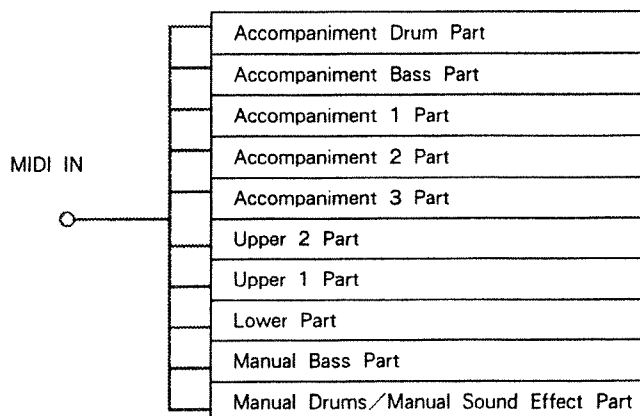 Accompaniment Drum Part
Accompaniment Bass Part
Accompaniment 1 Part
Accompaniment 2 Part
MIDI IN
Accompaniment 3 Part
Upper 2 Part
Upper 1 Part
Lower Part
Manual Bass Part
Manual Drums/Manual Sound Effect Part